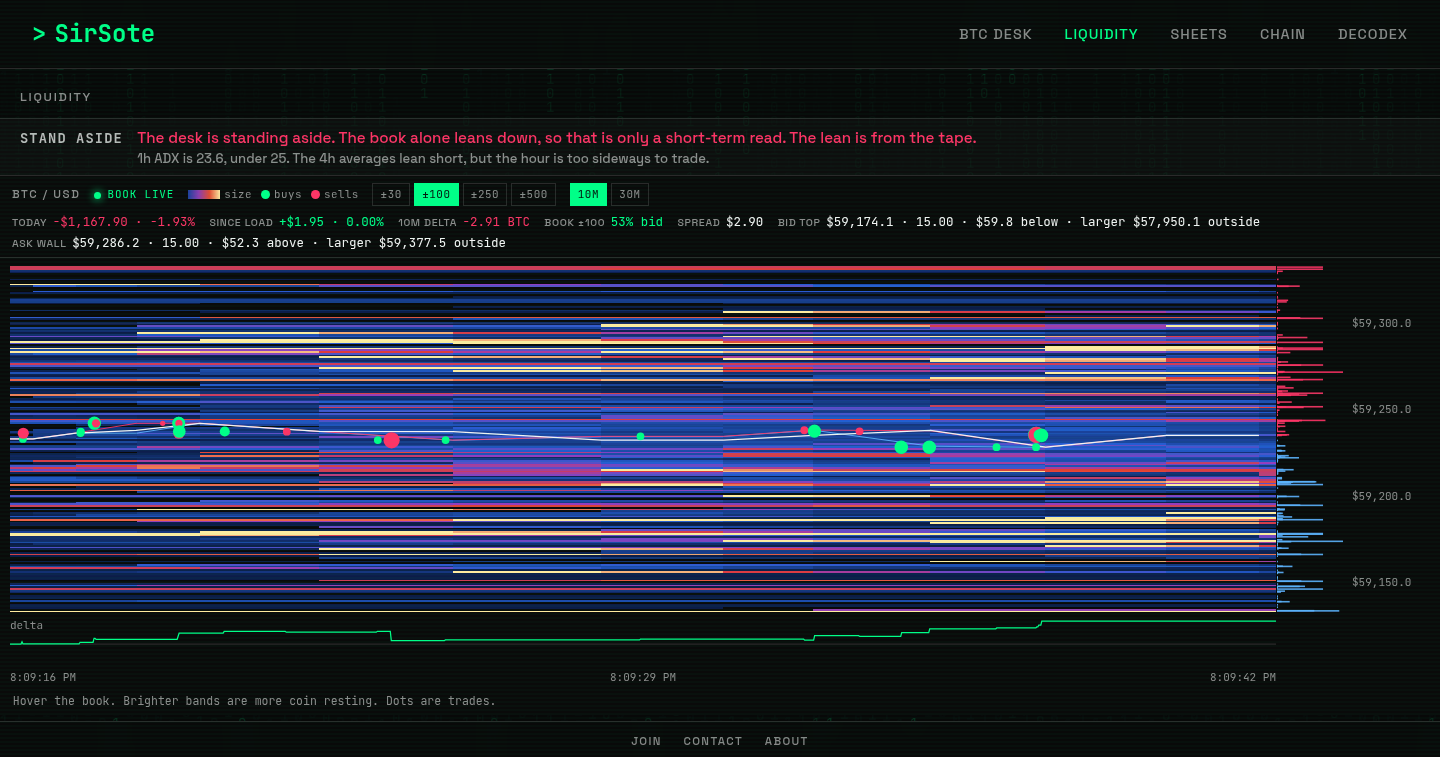 > SirSote
BTC DESK LIQUIDITY SHEETS CHAIN DECODEX
LIQUIDITY
STAND ASIDE The desk is standing aside. The book alone leans down, so that is only a short-term read. The lean is from the tape.
1h ADX is 23.6, under 25. The 4h averages lean short, but the hour is too sideways to trade.
BTC / USD BOOK LIVE size buys sells ±30 ±100 ±250 ±500 10M 30M
TODAY -$1,167.90 · -1.93% SINCE LOAD +$1.95 · 0.00% 10M DELTA -2.91 BTC BOOK ±100 53% bid SPREAD $2.90 BID TOP $59,174.1 · 15.00 · $59.8 below · larger $57,950.1 outside
ASK WALL $59,286.2 · 15.00 · $52.3 above · larger $59,377.5 outside
$59,300.0
$59,250.0
$59,200.0
$59,150.0
delta
8:09:16 PM 8:09:29 PM 8:09:42 PM
Hover the book. Brighter bands are more coin resting. Dots are trades.
JOIN CONTACT ABOUT